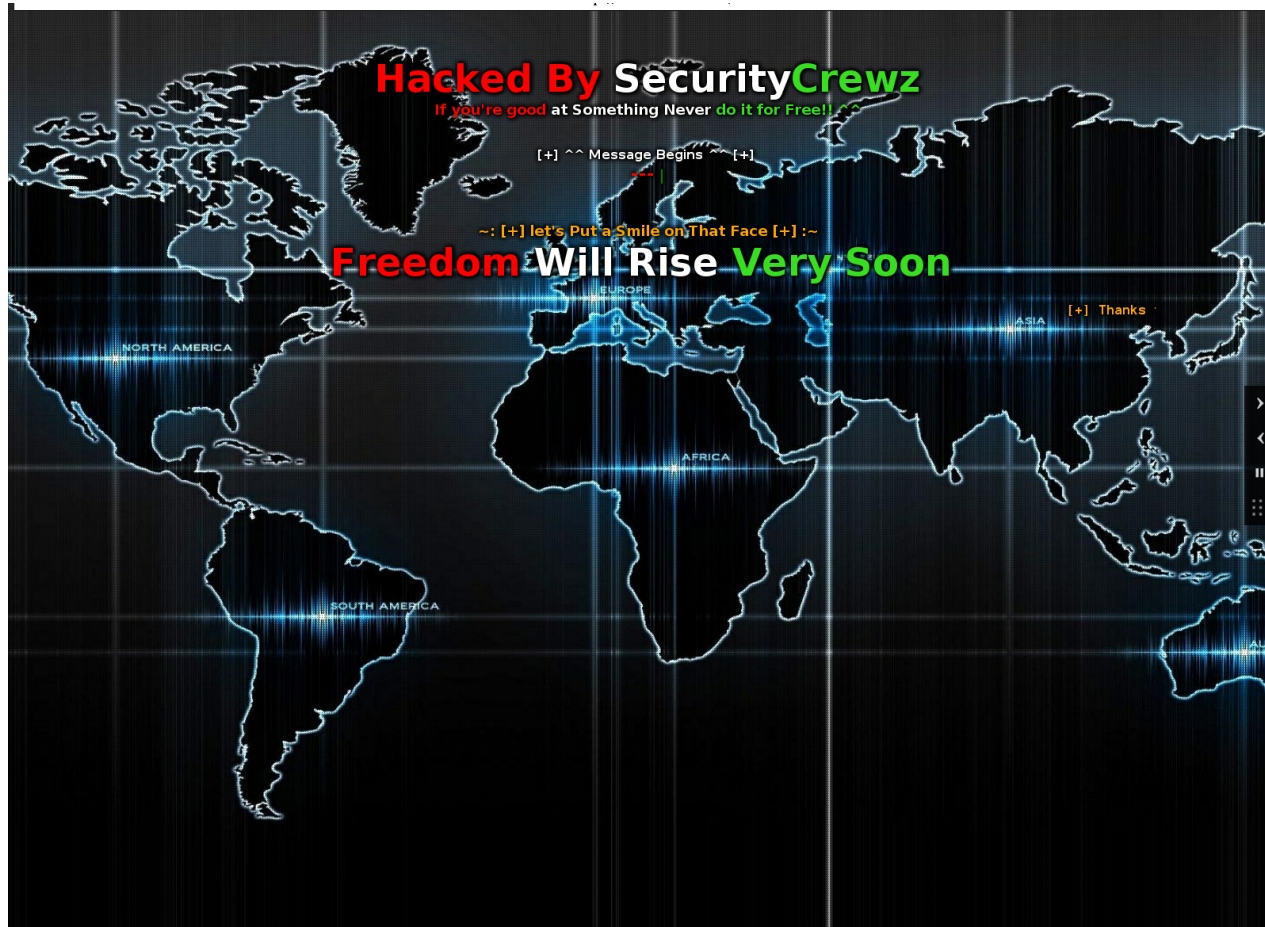 Hacked By SecurityCrewz
If you're good at Something Never do it for Free!! ^^
[+] ^^ Message Begins ^^ [+]
--- |
~: [+] let's Put a Smile on That Face [+] :~
Freedom Will Rise Very Soon
EUROPE
[+] Thanks
ASIA
NORTH AMERICA
AFRICA
SOUTH AMERICA